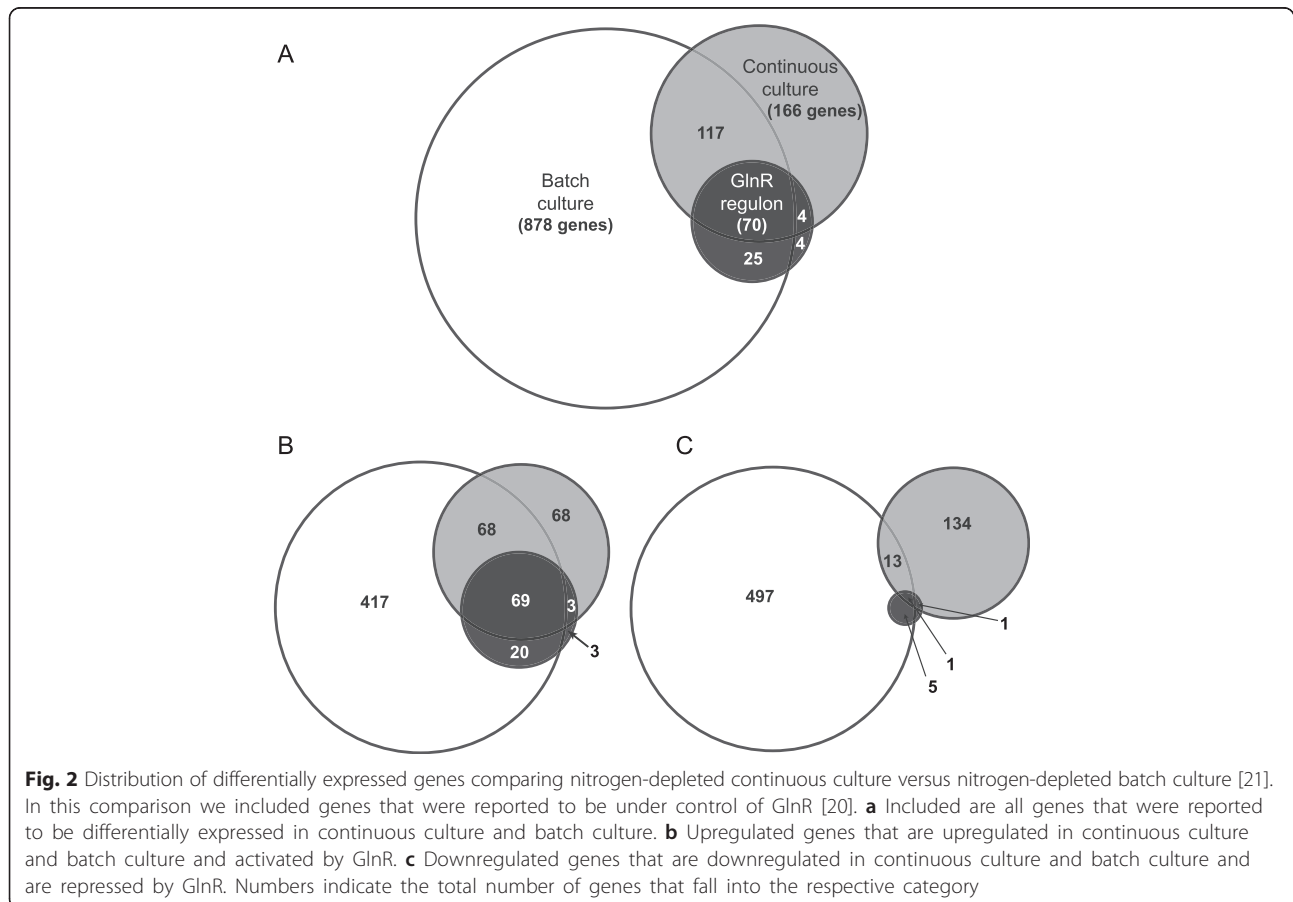 A
Continuous
culture
(166 genes)
117
Batch
culture
(878 genes)
GlnR
regulon
(70)
4
4
25
B
68
68
417
69
3
20
3
C
134
13
497
1
1
5
Fig. 2 Distribution of differentially expressed genes comparing nitrogen-depleted continuous culture versus nitrogen-depleted batch culture [21].
In this comparison we included genes that were reported to be under control of GlnR [20]. a Included are all genes that were reported
to be differentially expressed in continuous culture and batch culture. b Upregulated genes that are upregulated in continuous culture
and batch culture and activated by GlnR. c Downregulated genes that are downregulated in continuous culture and batch culture and
are repressed by GlnR. Numbers indicate the total number of genes that fall into the respective category